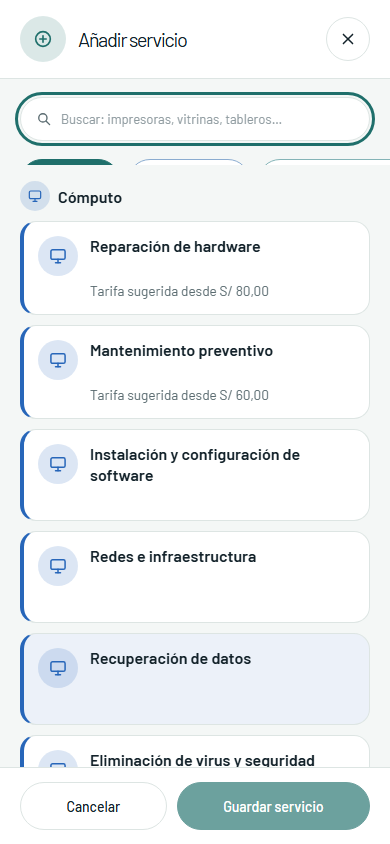 Añadir servicio
Buscar: impresoras, vitrinas, tableros...
Cómputo
Reparación de hardware
Tarifa sugerida desde S/ 80,00
Mantenimiento preventivo
Tarifa sugerida desde S/ 60,00
Instalación y configuración de
software
Redes e infraestructura
Recuperación de datos
Eliminación de virus y seguridad
Cancelar
Guardar servicio